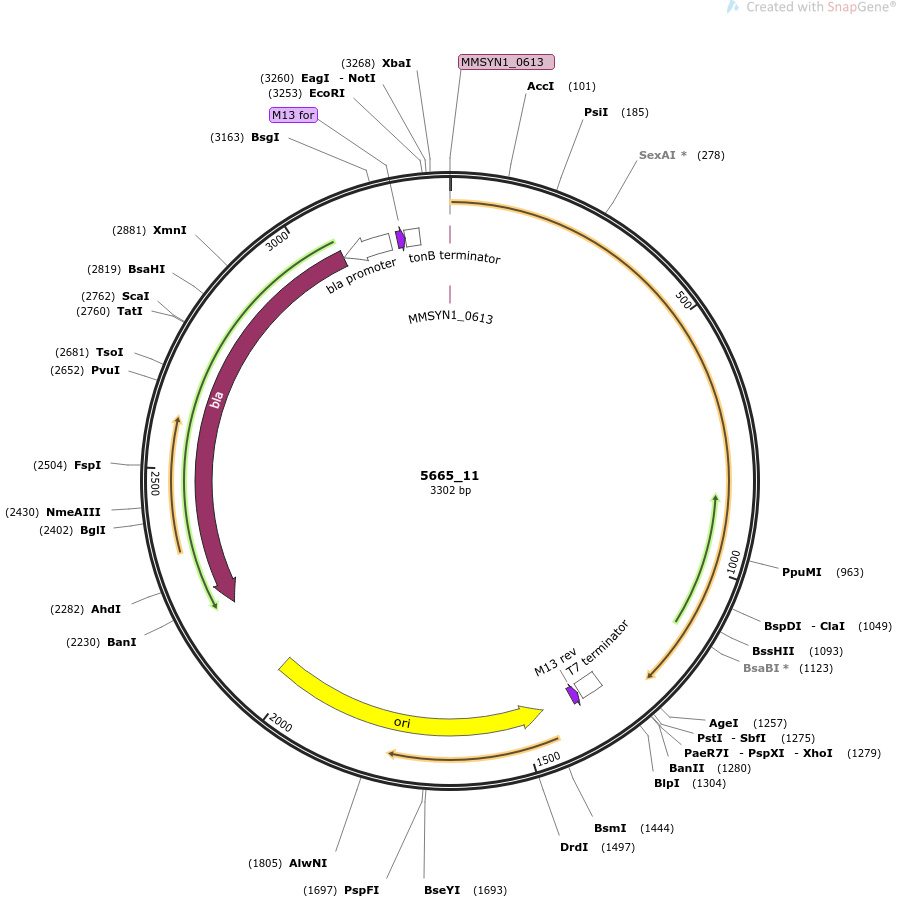 Created with SnapGene®
(3268) XbaI
MMSYN1_0613
(3260) EagI - NotI
(3253) EcoRI
AccI (101)
M13 for
PsiI (185)
(3163) BsgI
SexAI * (278)
(2881) XmnI
3000
bla promoter
tonB terminator
(2819) BsaHI
(2762) ScaI
(2760) TatI
500
MMSYN1_0613
(2681) TsoI
(2652) PvuI
bla
(2504) FspI
2500
5665_11
3302 bp
(2430) NmeAIII
(2402) BglI
1000
PpuMI (963)
(2282) AhdI
BspDI - ClaI (1049)
(2230) BanI
BssHII (1093)
BsaBI * (1123)
M13 rev
T7 terminator
2000
ori
AgeI (1257)
PstI - SbfI (1275)
PaeR7I - PspXI - XhoI (1279)
1500
BanII (1280)
BlpI (1304)
BsmI (1444)
DrdI (1497)
(1805) AlwNI
(1697) PspFI
BseYI (1693)